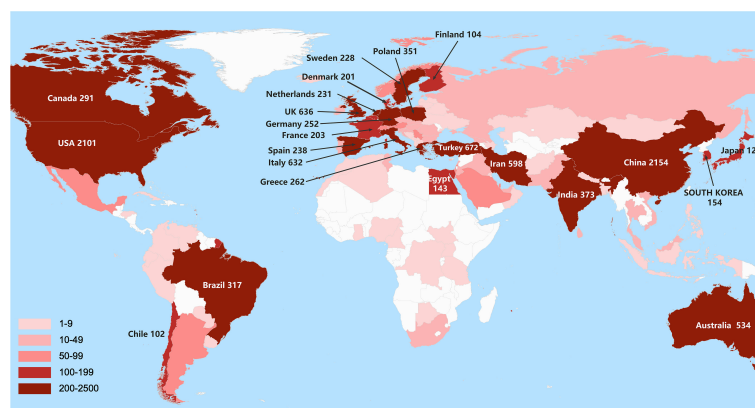 Finland 104
Poland 351
Sweden 228
Denmark 201
Netherlands 231
UK 636
Germany 252
France 203
Spain 238
Italy 632
Greece 262
Canada 291
USA 2101
Turkey 672
Iran 598
China 2154
Japan 12
Egypt
143
SOUTH KOREA
154
India 373
Brazil 317
Chile 102
Australia 534
1-9
10-49
50-99
100-199
200-2500